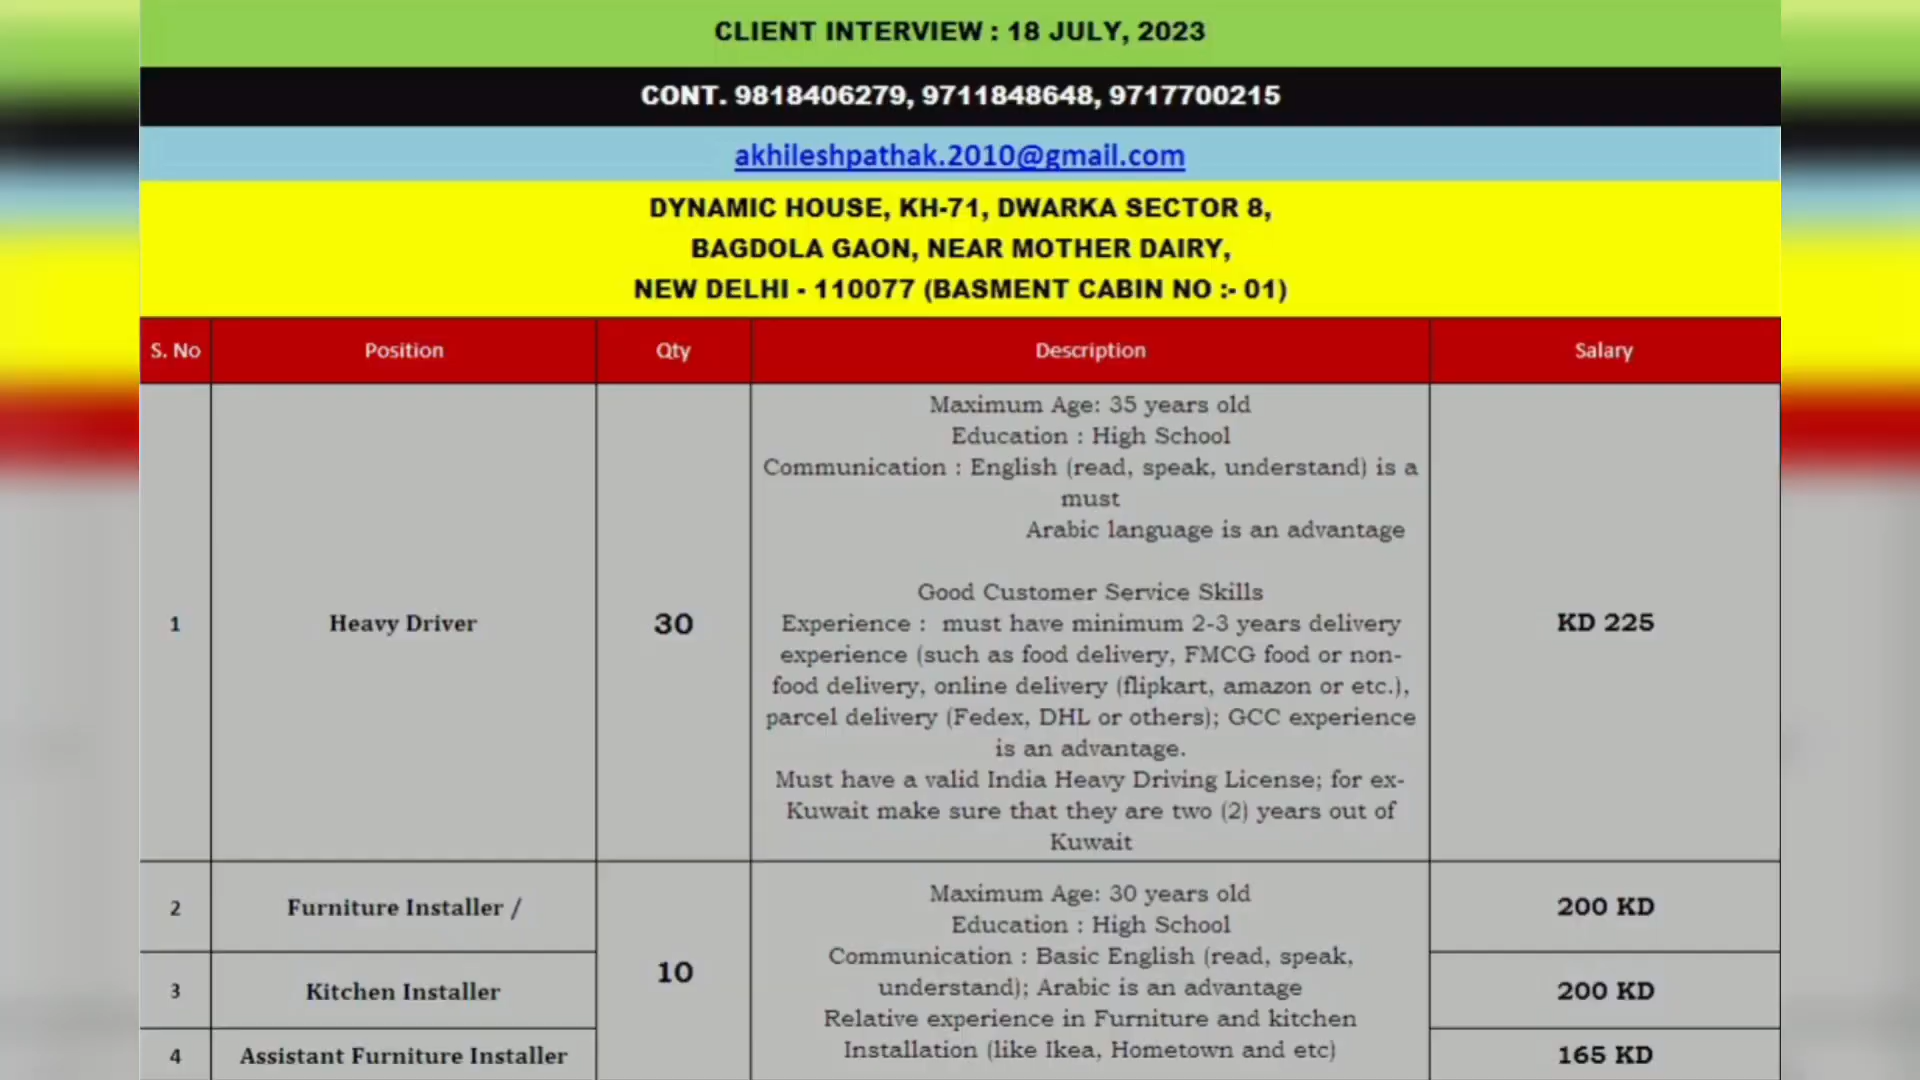 CLIENT INTERVIEW : 18 JULY, 2023
CONT. 9818406279, 9711848648, 9717700215
akhileshpathak.2010@gmail.com
DYNAMIC HOUSE, KH-71, DWARKA SECTOR 8,
BAGDOLA GAON, NEAR MOTHER DAIRY,
NEW DELHI - 110077 (BASMENT CABIN NO :- 01)
S. No Position Qty Description Salary
Maximum Age: 35 years old
Education : High School
Communication : English (read, speak, understand) is a
must
Arabic language is an advantage
Good Customer Service Skills
1 Heavy Driver 30 Experience : must have minimum 2-3 years delivery KD 225
experience (such as food delivery, FMCG food or non-
food delivery, online delivery (flipkart, amazon or etc.),
parcel delivery (Fedex, DHL or others); GCC experience
is an advantage.
Must have a valid India Heavy Driving License; for ex-
Kuwait make sure that they are two (2) years out of
Kuwait
Maximum Age: 30 years old
2 Furniture Installer / 200 KD
Education : High School
Communication : Basic English (read, speak,
10
understand); Arabic is an advantage
3 Kitchen Installer 200 KD
Relative experience in Furniture and kitchen
Installation (like Ikea, Hometown and etc)
4 Assistant Furniture Installer 165 KD